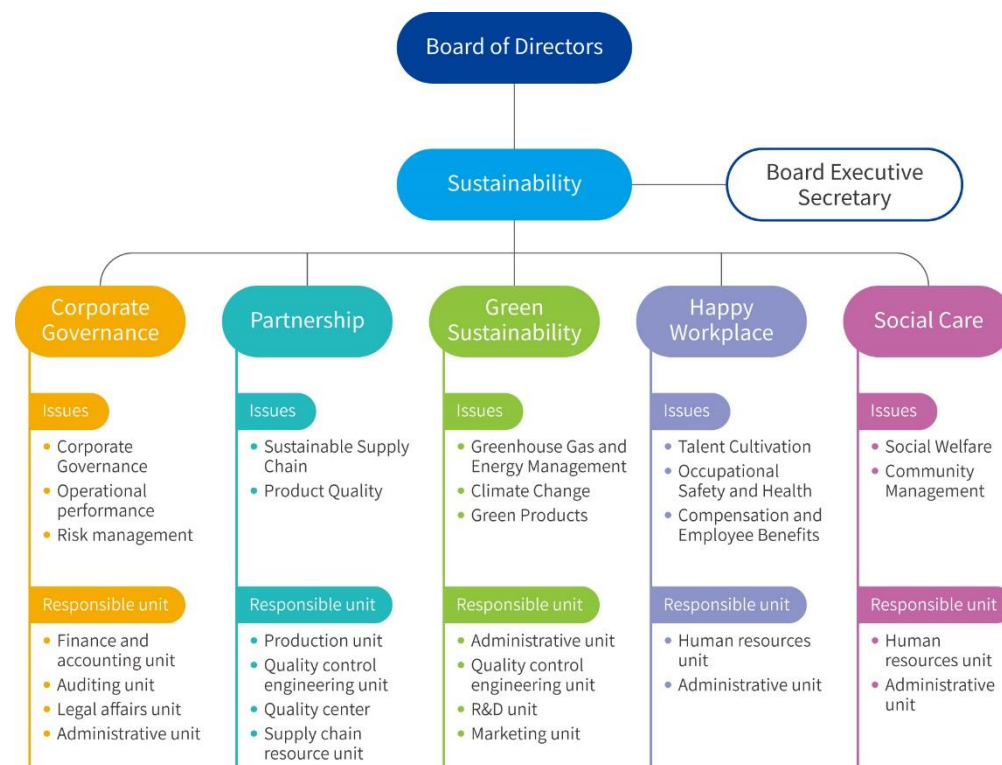 Board of Directors
Sustainability
Board Executive
Secretary
Corporate
Governance
Issues
• Corporate
Governance
• Operational
performance
• Risk management
Responsible unit
• Finance and
accounting unit
• Auditing unit
• Legal affairs unit
• Administrative unit
Partnership
Issues
• Sustainable Supply
Chain
• Product Quality
Responsible unit
• Production unit
• Quality control
engineering unit
• Quality center
• Supply chain
resource unit
Green
Sustainability
Issues
• Greenhouse Gas and
Energy Management
• Climate Change
• Green Products
Responsible unit
• Administrative unit
• Quality control
engineering unit
• R&D unit
• Marketing unit
Happy
Workplace
Issues
• Talent Cultivation
• Occupational
Safety and Health
• Compensation and
Employee Benefits
Responsible unit
• Human resources
unit
• Administrative unit
Social Care
Issues
• Social Welfare
• Community
Management
Responsible unit
• Human
resources unit
• Administrative
unit